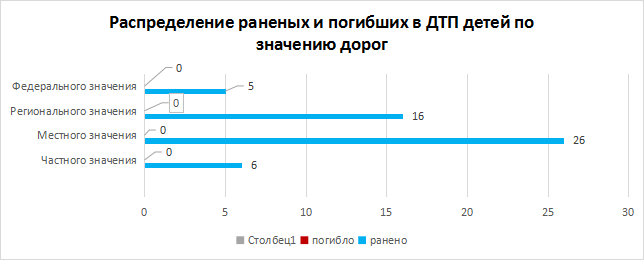 Распределение раненых и погибших в ДТП детей по
значению дорог
0
Федерального значения
5
0
Регионального значения
16
0
Местного значения
26
0
Частного значения
6
0 5 10 15 20 25 30
Столбец1 погибло ранено